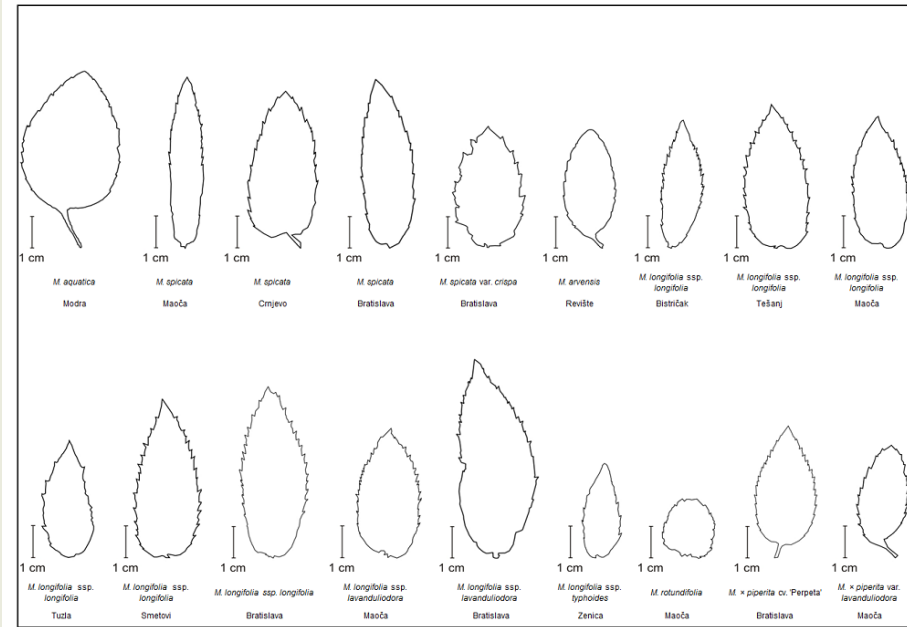 1 cm 1 cm 1 cm 1 cm 1 cm 1 cm 1 cm 1 cm 1 cm
M. aquatica M. spicata M. spicata M. spicata M. spicata var. crispa M. arvensis M. longifolia ssp. M. longifolia ssp. M. longifolia ssp.
longifolia longifolia longifolia
Modra Maoča Crnjevo Bratislava Bratislava Revište Bistričak Tešanj Maoča
1 cm 1 cm 1 cm 1 cm 1 cm 1 cm 1 cm 1 cm 1 cm
M. longifolia ssp. M. longifolia ssp. M. longifolia ssp. longifolia M. longifolia ssp. M. longifolia ssp. M. longifolia ssp. M. rotundifolia M. × piperita cv. 'Perpeta' M. × piperita var.
longifolia longifolia lavanduliodora lavanduliodora typhoides lavanduliodora
Tuzla Smetovi Bratislava Maoča Bratislava Zenica Maoča Bratislava Maoča